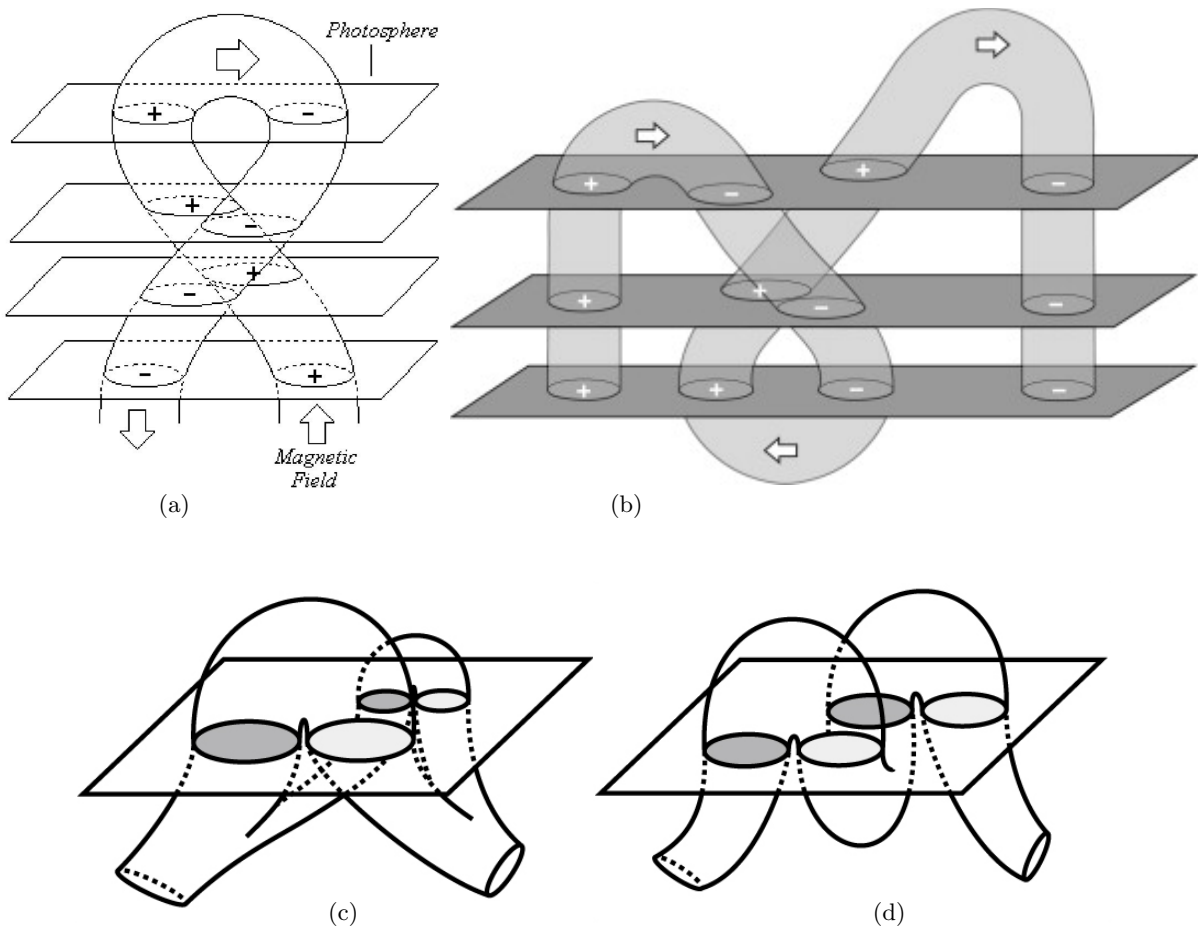 Photosphere
+ -
+
-
+
-
- +
Magnetic
Field
(a)
+ -
+ -
+ + - -
+ + - -
(b)
(c)
(d)